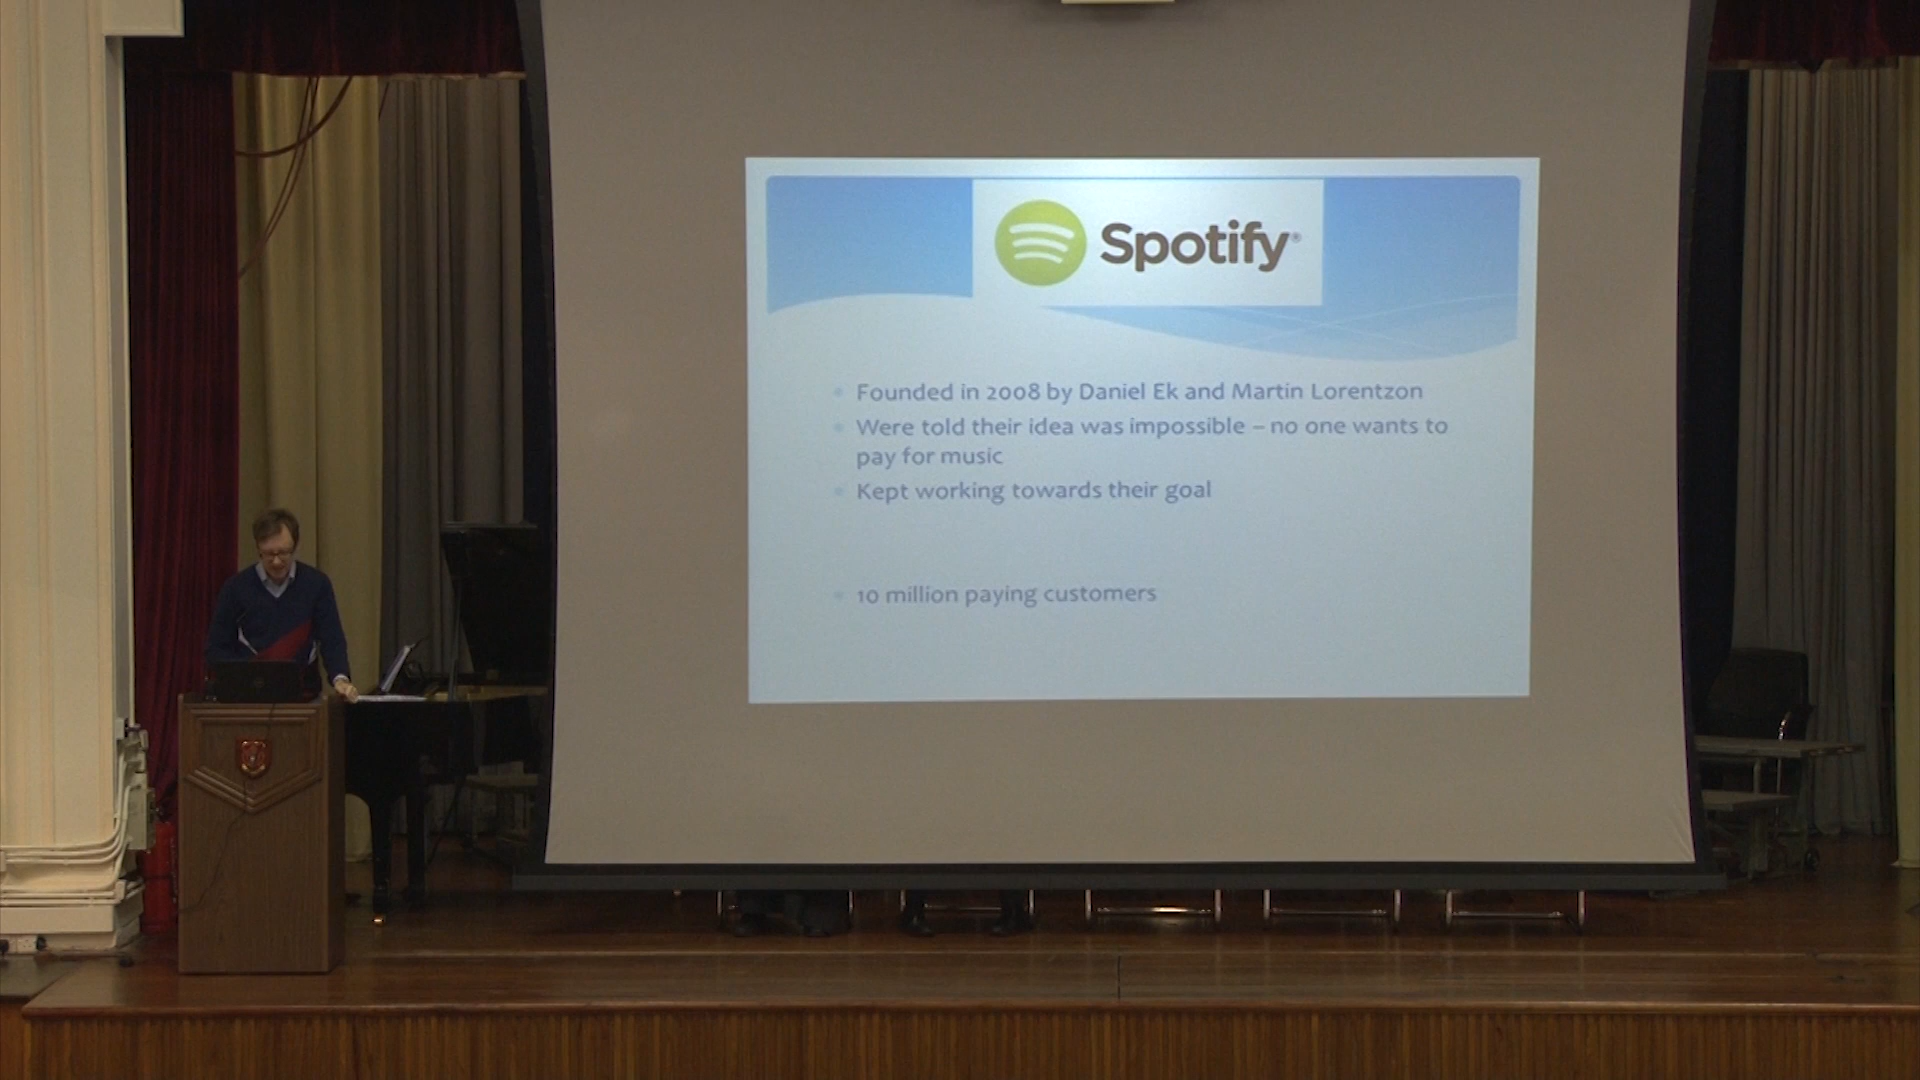 Spotify®
Founded in 2008 by Daniel Ek and Martin Lorentzon
Were told their idea was impossible – no one wants to
pay for music
Kept working towards their goal
10 million paying customers